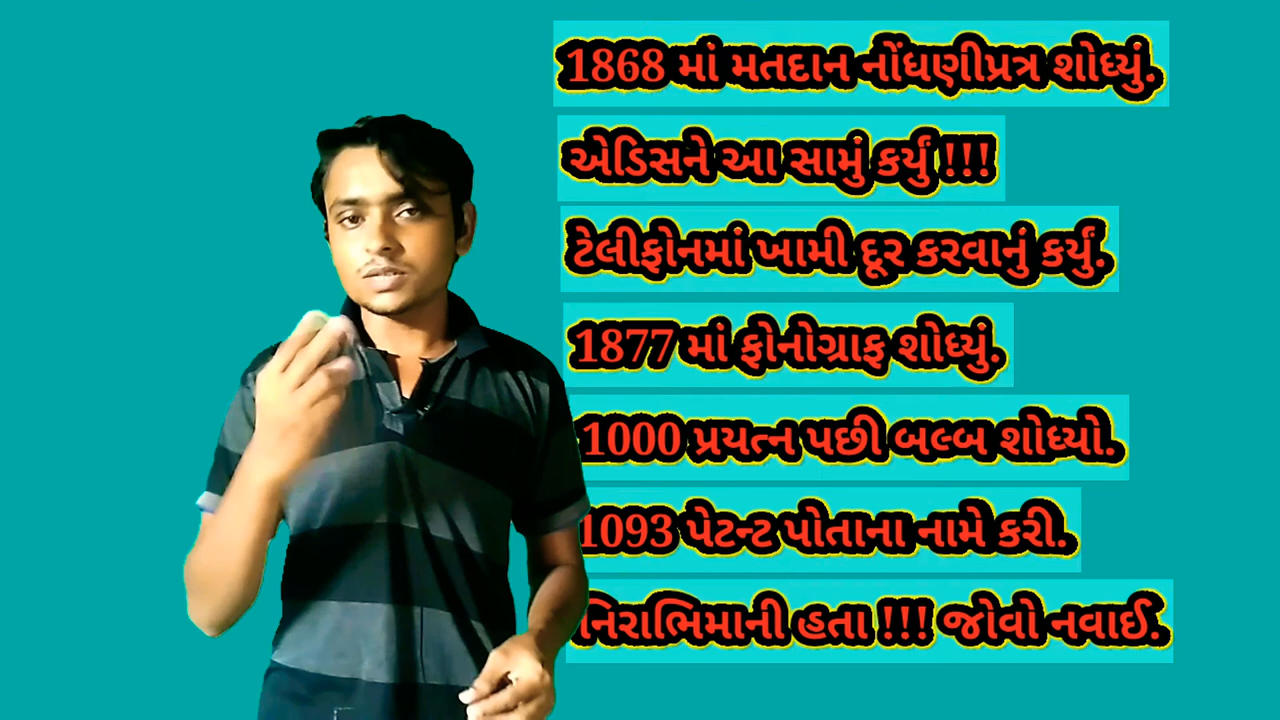 1868 માં મતદાન નોંધણીપ્રત્ર શોધ્યું.
એડિસને આ સામું કર્યું !!!
ટેલીફોનમાં ખામી દૂર કરવાનું કર્યું.
1877 માં ફોનોગ્રાફ શોધ્યું.
1000 પ્રયત્ન પછી બલ્બ શોધ્યો.
1093 પેટન્ટ પોતાના નામે કરી.
નિરાભિમાની હતા !!! જોવો નવાઈ.